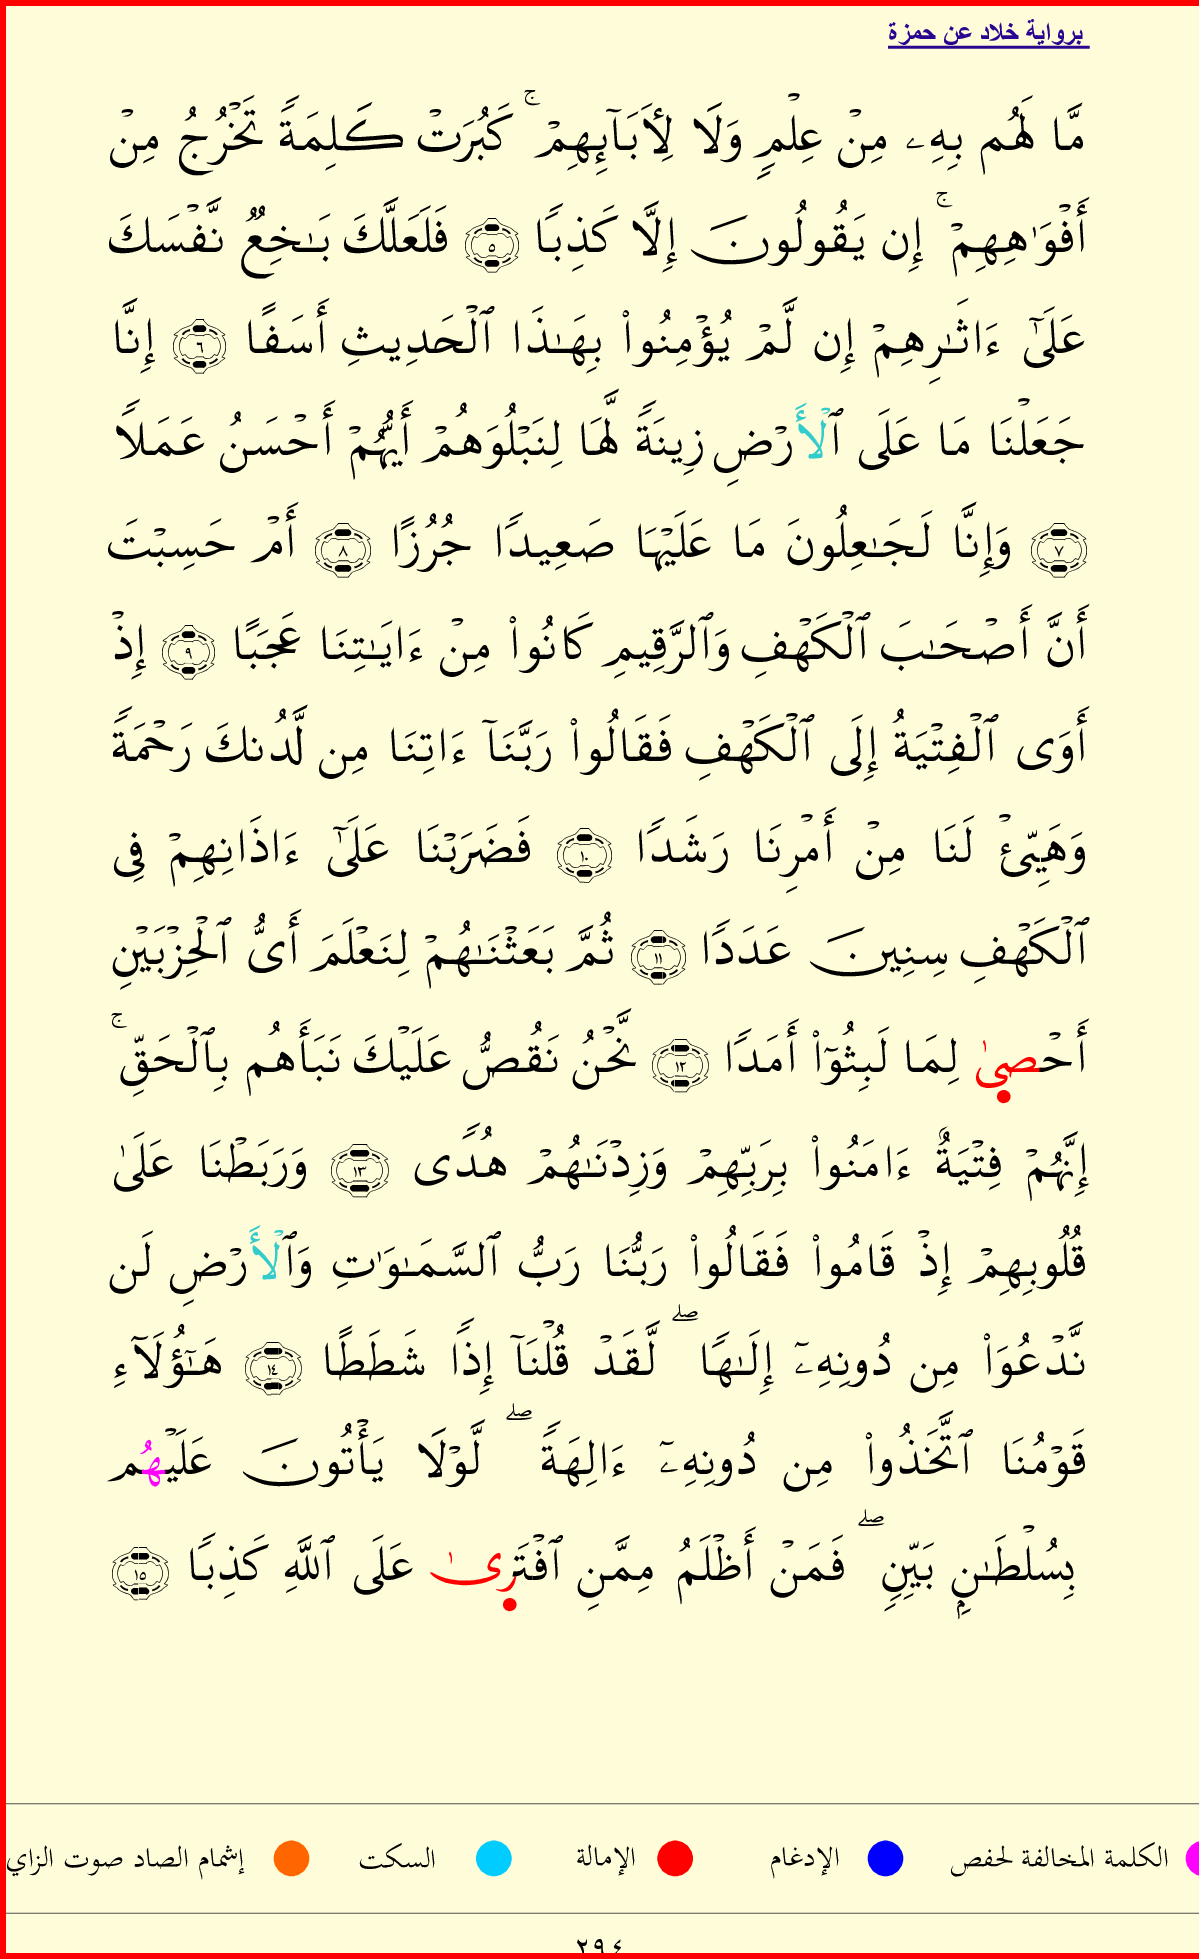 برواية خلاد عن حمزة
مَّا لَهُم بِهِۦ مِنْ عِلْمٍۢ وَلَا لِأَبَآئِهِمْ ۚ كَبُرَتْ كَلِمَةًۭ تَخْرُجُ مِنْ
أَفْوَٰهِهِمْ ۚ إِن يَقُولُونَ إِلَّا كَذِبًۭا ٥ فَلَعَلَّكَ بَـٰخِعٌۭ نَّفْسَكَ
عَلَىٰٓ ءَاثَـٰرِهِمْ إِن لَّمْ يُؤْمِنُوا۟ بِهَـٰذَا ٱلْحَدِيثِ أَسَفًا ٦ إِنَّا
جَعَلْنَا مَا عَلَى ٱلْأَرْضِ زِينَةًۭ لَّهَا لِنَبْلُوَهُمْ أَيُّهُمْ أَحْسَنُ عَمَلًۭا
٧ وَإِنَّا لَجَـٰعِلُونَ مَا عَلَيْهَا صَعِيدًۭا جُرُزًا ٨ أَمْ حَسِبْتَ
أَنَّ أَصْحَـٰبَ ٱلْكَهْفِ وَٱلرَّقِيمِ كَانُوا۟ مِنْ ءَايَـٰتِنَا عَجَبًا ٩ إِذْ
أَوَى ٱلْفِتْيَةُ إِلَى ٱلْكَهْفِ فَقَالُوا۟ رَبَّنَآ ءَاتِنَا مِن لَّدُنكَ رَحْمَةًۭ
وَهَيِّئْ لَنَا مِنْ أَمْرِنَا رَشَدًۭا ١٠ فَضَرَبْنَا عَلَىٰٓ ءَاذَانِهِمْ فِى
ٱلْكَهْفِ سِنِينَ عَدَدًۭا ١١ ثُمَّ بَعَثْنَـٰهُمْ لِنَعْلَمَ أَىُّ ٱلْحِزْبَيْنِ
أَحْصِىٰ لِمَا لَبِثُوٓا۟ أَمَدًۭا ١٢ نَّحْنُ نَقُصُّ عَلَيْكَ نَبَأَهُم بِٱلْحَقِّ ۚ
إِنَّهُمْ فِتْيَةٌ ءَامَنُوا۟ بِرَبِّهِمْ وَزِدْنَـٰهُمْ هُدًۭى ١٣ وَرَبَطْنَا عَلَىٰ
قُلُوبِهِمْ إِذْ قَامُوا۟ فَقَالُوا۟ رَبُّنَا رَبُّ ٱلسَّمَـٰوَٰتِ وَٱلْأَرْضِ لَن
نَّدْعُوَا۟ مِن دُونِهِۦٓ إِلَـٰهًۭا ۖ لَّقَدْ قُلْنَآ إِذًۭا شَطَطًا ١٤ هَـٰٓؤُلَآءِ
قَوْمُنَا ٱتَّخَذُوا۟ مِن دُونِهِۦٓ ءَالِهَةًۭ ۖ لَّوْلَا يَأْتُونَ عَلَيْهُم
بِسُلْطَـٰنٍۭ بَيِّنٍۢ ۖ فَمَنْ أَظْلَمُ مِمَّنِ ٱفْتَرِىٰ عَلَى ٱللَّهِ كَذِبًۭا ١٥
الكلمة المخالفة لحفص الإدغام الإمالة السكت إشمام الصاد صوت الزاي
٢٩٤